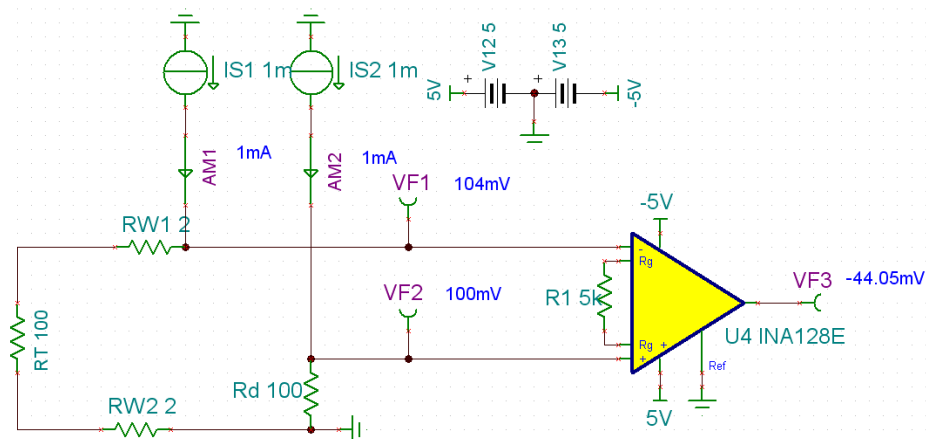 IS1 1m
IS2 1m
V12 5
V13 5
5V
+
+
-5V
AM1
1mA
AM2
1mA
VF1
104mV
RW1 2
-5V
-
Rg
VF2
100mV
R1 5k
VF3
-44.05mV
RT 100
U4 INA128E
Rg
+
+
Ref
Rd 100
RW2 2
5V